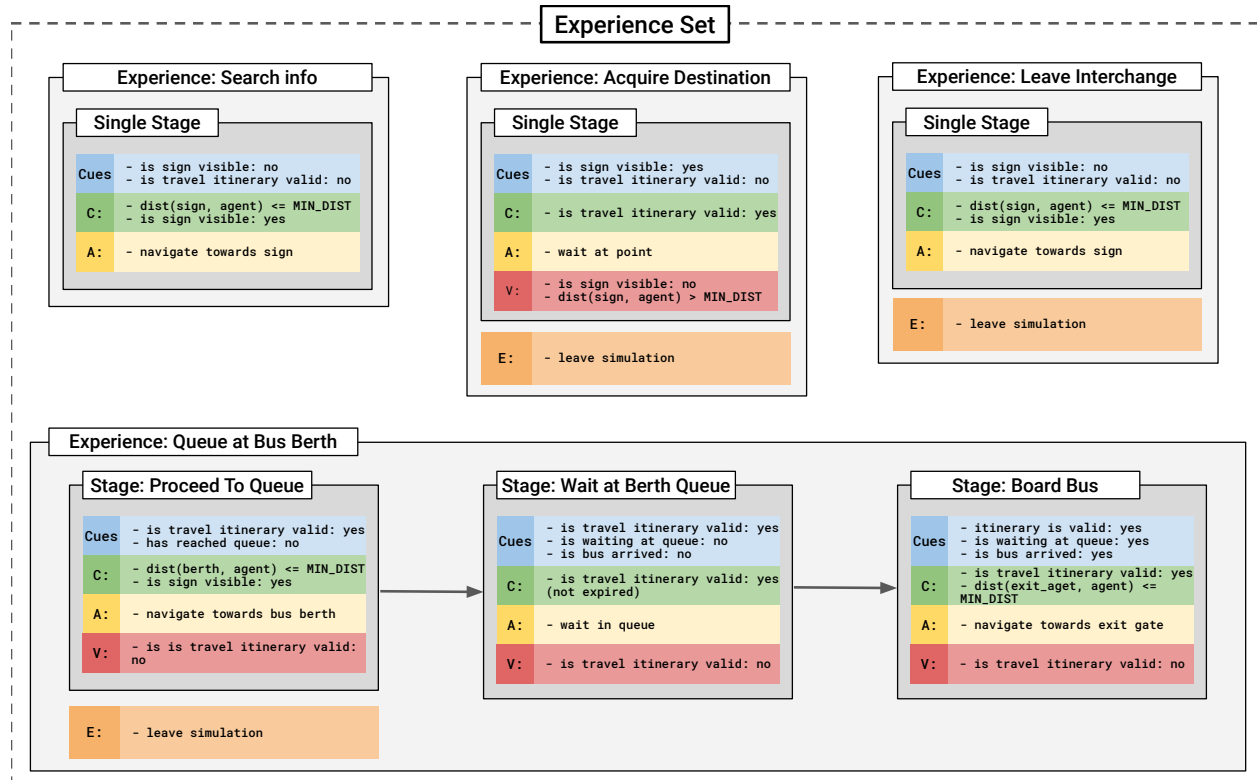 Experience Set
Experience: Search info
Single Stage
Cues
- is sign visible: no
- is travel itinerary valid: no
C:
- dist(sign, agent) <= MIN_DIST
- is sign visible: yes
A:
- navigate towards sign
Experience: Acquire Destination
Single Stage
Cues
- is sign visible: yes
- is travel itinerary valid: no
C:
- is travel itinerary valid: yes
A:
- wait at point
V:
- is sign visible: no
- dist(sign, agent) > MIN_DIST
E:
- leave simulation
Experience: Leave Interchange
Single Stage
Cues
- is sign visible: no
- is travel itinerary valid: no
C:
- dist(sign, agent) <= MIN_DIST
- is sign visible: yes
A:
- navigate towards sign
E:
- leave simulation
Experience: Queue at Bus Berth
Stage: Proceed To Queue
Cues
- is travel itinerary valid: yes
- has reached queue: no
C:
- dist(berth, agent) <= MIN_DIST
- is sign visible: yes
A:
- navigate towards bus berth
V:
- is is travel itinerary valid:
no
E:
- leave simulation
Stage: Wait at Berth Queue
Cues
- is travel itinerary valid: yes
- is waiting at queue: no
- is bus arrived: no
C:
- is travel itinerary valid: yes
(not expired)
A:
- wait in queue
V:
- is travel itinerary valid: no
Stage: Board Bus
Cues
- itinerary is valid: yes
- is waiting at queue: yes
- is bus arrived: yes
C:
- is travel itinerary valid: yes
- dist(exit_aget, agent) <=
MIN_DIST
A:
- navigate towards exit gate
V:
- is travel itinerary valid: no